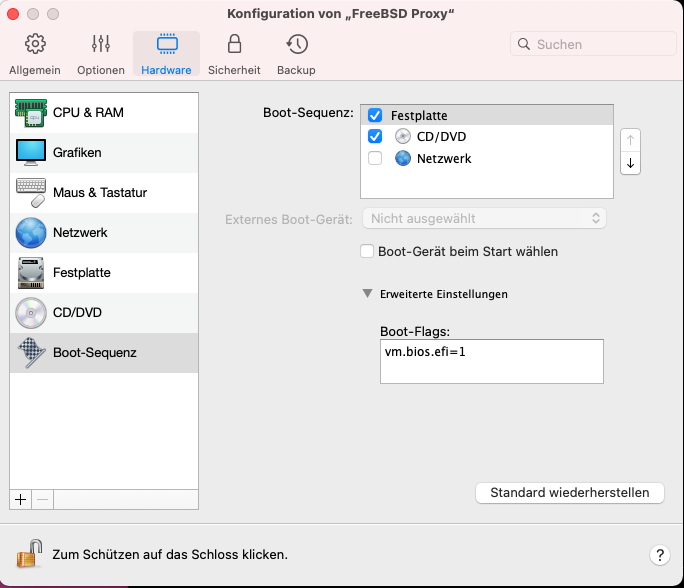 Konfiguration von „FreeBSD Proxy“
Allgemein Optionen Hardware Sicherheit Backup
Suchen
CPU & RAM
Grafiken
Maus & Tastatur
Netzwerk
Festplatte
CD/DVD
Boot-Sequenz
Boot-Sequenz:
Festplatte
CD/DVD
Netzwerk
Externes Boot-Gerät: Nicht ausgewählt
Boot-Gerät beim Start wählen
Erweiterte Einstellungen
Boot-Flags:
vm.bios.efi=1
Standard wiederherstellen
Zum Schützen auf das Schloss klicken.
?